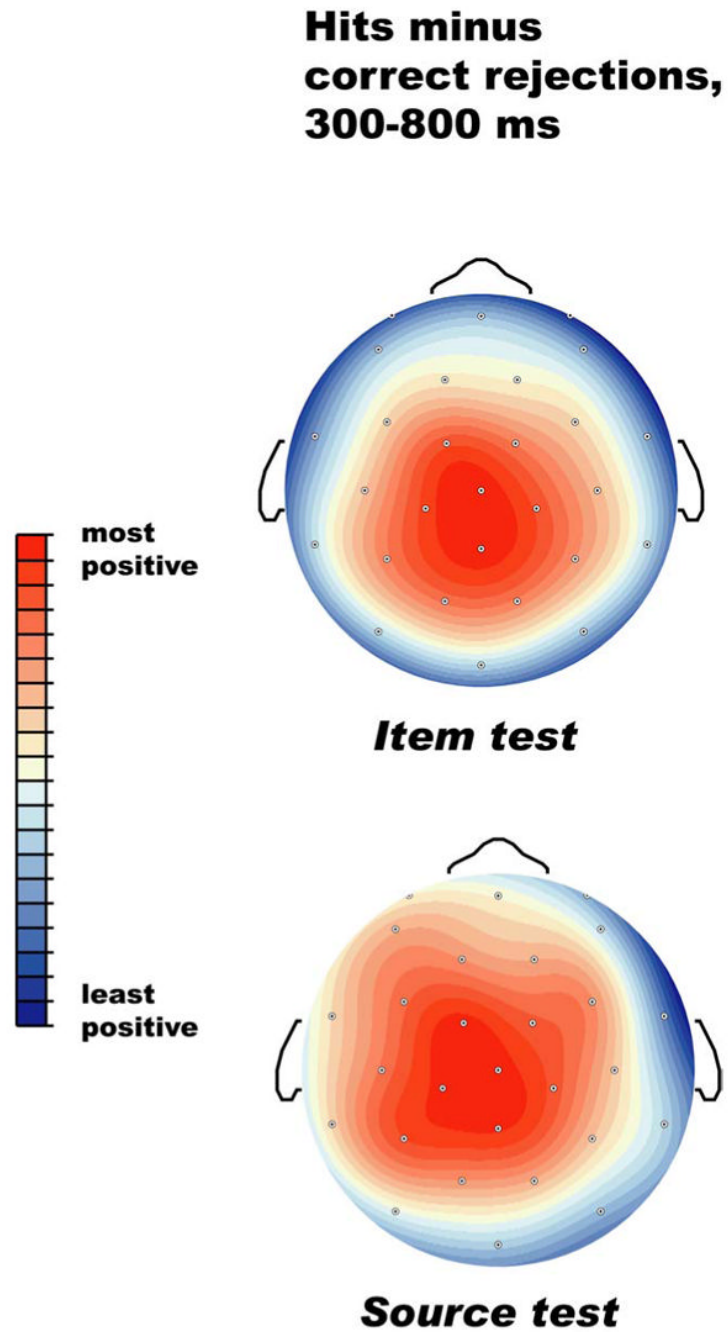 Hits minus
correct rejections,
300-800 ms
most
positive
least
positive
Item test
Source test